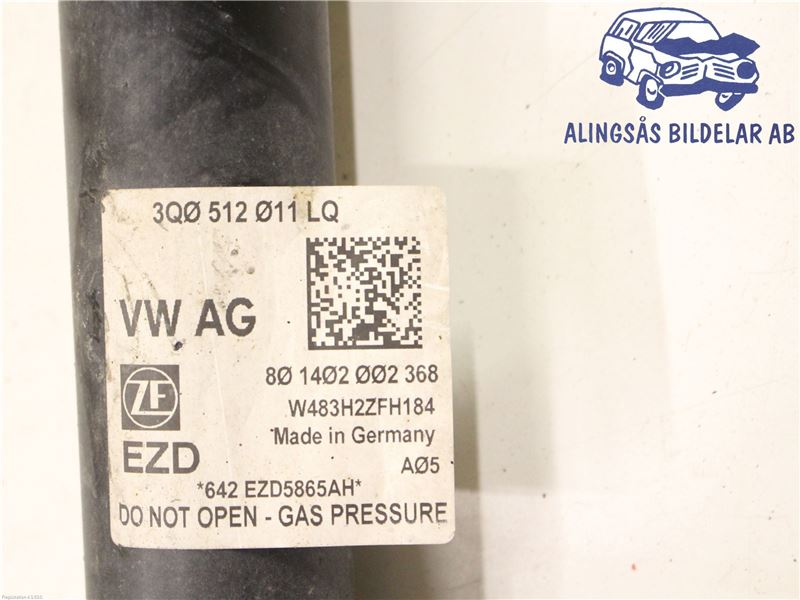 ALINGSÅS BILDELAR AB
3QØ 512 Ø11 LQ
VW AG
8Ø 14Ø2 ØØ2 368
ZF
W483H2ZFH184
Made in Germany
EZD
AØ5
*642 EZD5865AH*
DO NOT OPEN - GAS PRESSURE